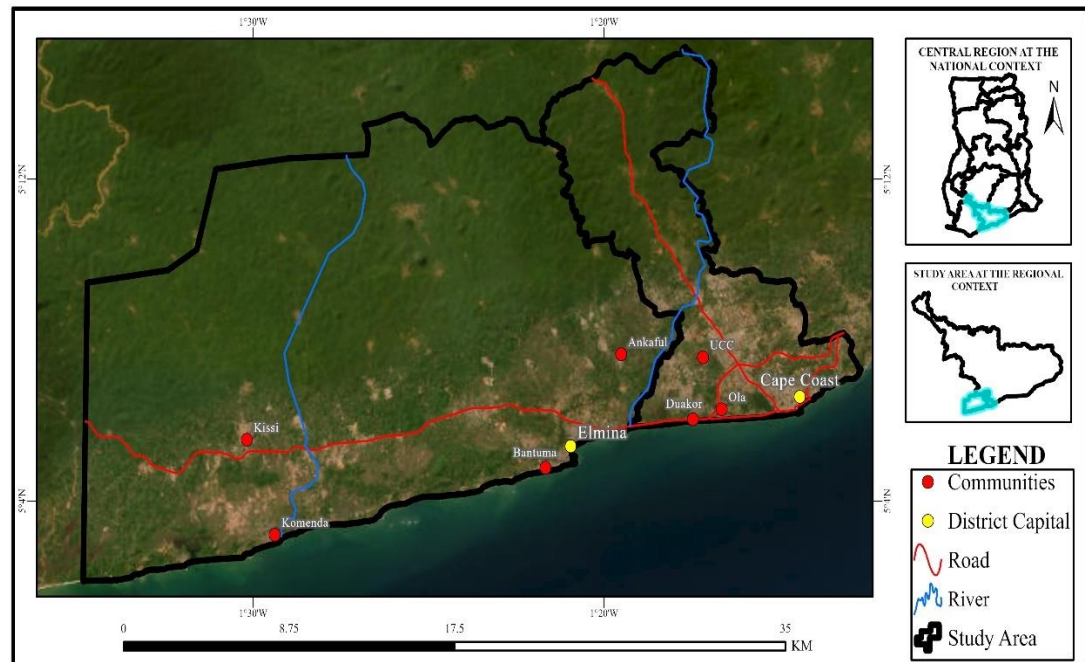 1°30'W
1°20'W
5°12'N
5°12'N
Ankaful
UCC
Cape Coast
Duakor
Ola
Elmina
Kissi
Bantuma
Komenda
5°4'N
5°4'N
1°30'W
1°20'W
0
8.75
17.5
35
KM
CENTRAL REGION AT THE
NATIONAL CONTEXT
N
STUDY AREA AT THE REGIONAL
CONTEXT
LEGEND
Communities
District Capital
Road
River
Study Area